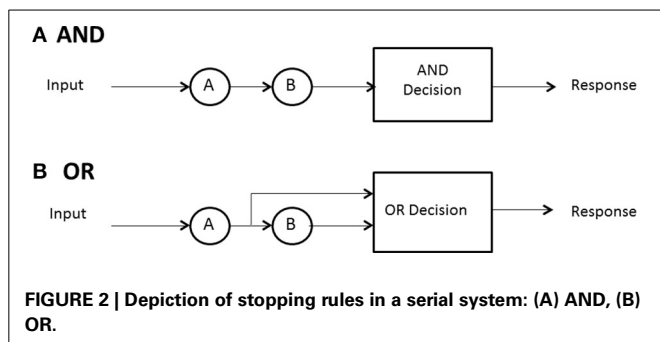 A AND
Input A B AND Decision Response
B OR
Input A B OR Decision Response
FIGURE 2 | Depiction of stopping rules in a serial system: (A) AND, (B)
OR.